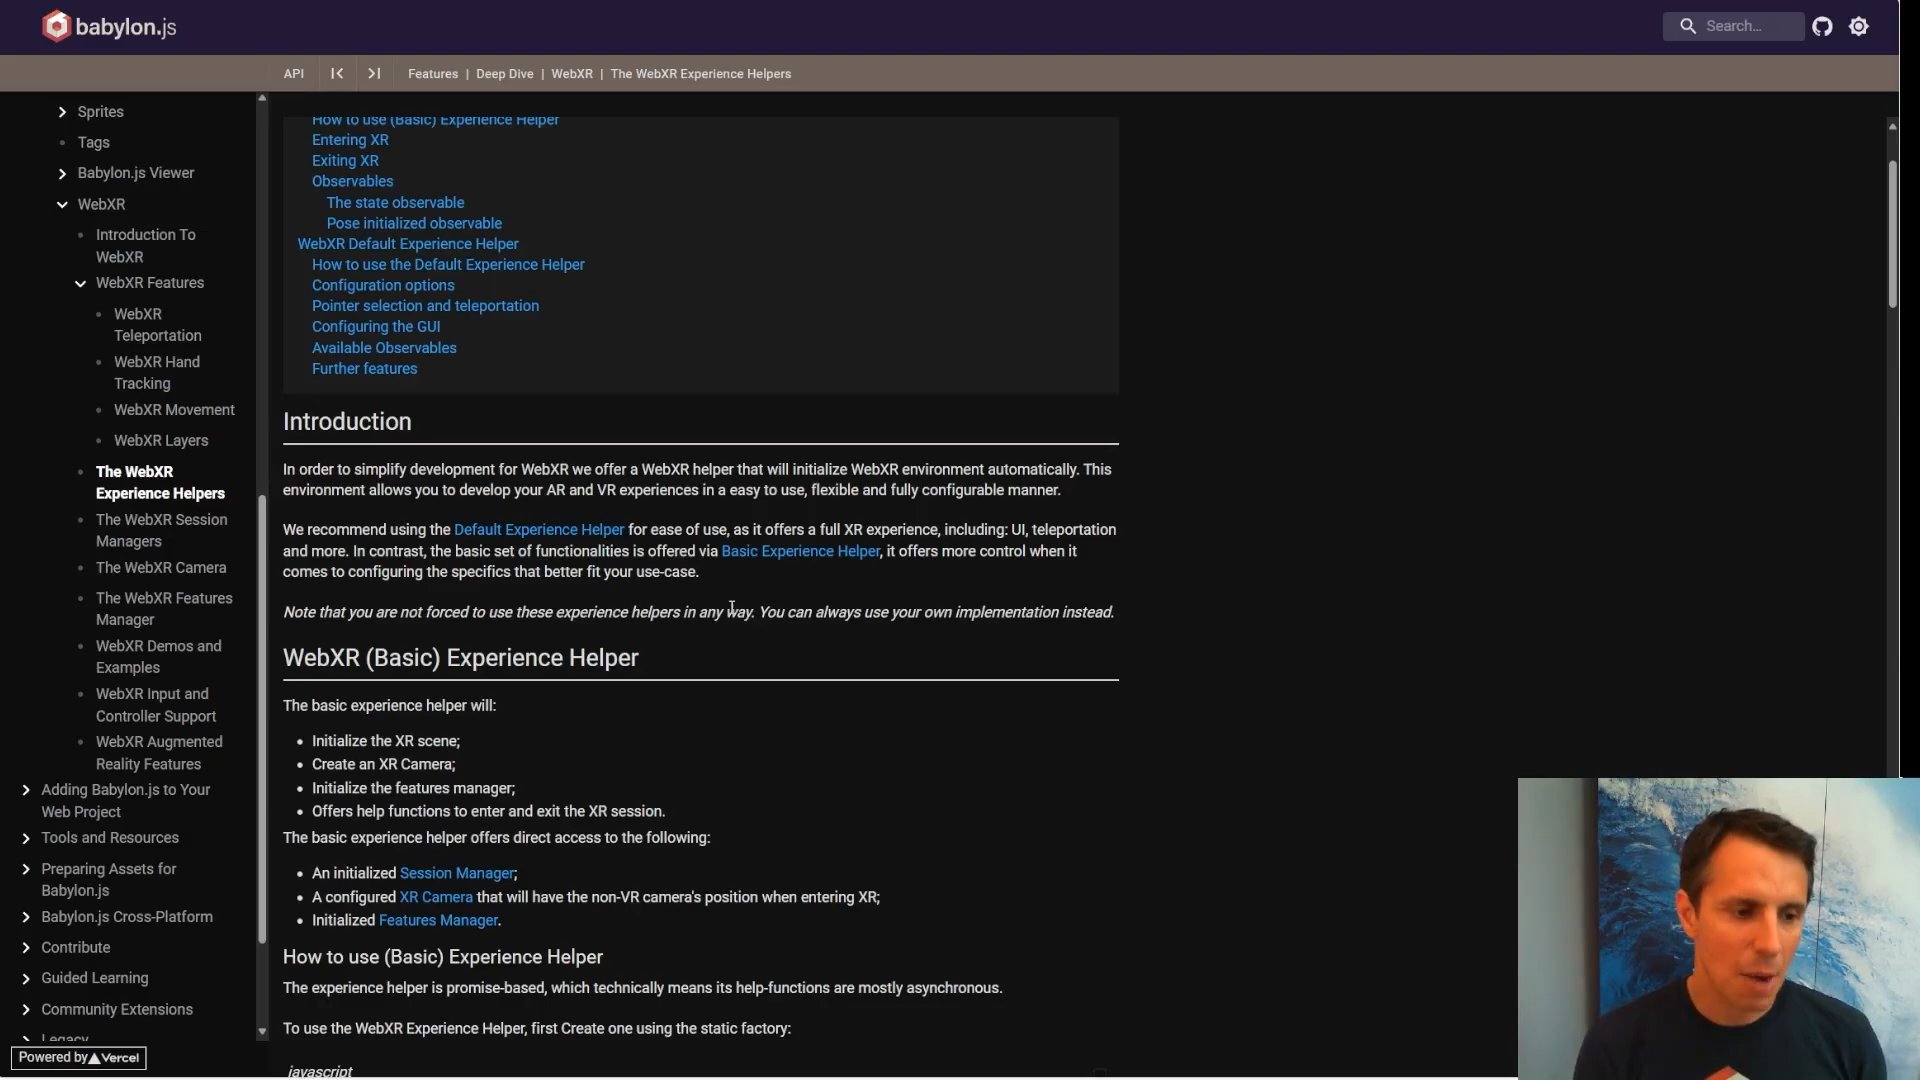 babylon.js
Search...
API
Features | Deep Dive | WebXR | The WebXR Experience Helpers
Sprites
Tags
Babylon.js Viewer
WebXR
Introduction To
WebXR
WebXR Features
WebXR
Teleportation
WebXR Hand
Tracking
WebXR Movement
WebXR Layers
The WebXR
Experience Helpers
The WebXR Session
Managers
The WebXR Camera
The WebXR Features
Manager
WebXR Demos and
Examples
WebXR Input and
Controller Support
WebXR Augmented
Reality Features
Adding Babylon.js to Your
Web Project
Tools and Resources
Preparing Assets for
Babylon.js
Babylon.js Cross-Platform
Contribute
Guided Learning
Community Extensions
Legacy
Powered by Vercel
How to use (Basic) Experience Helper
Entering XR
Exiting XR
Observables
The state observable
Pose initialized observable
WebXR Default Experience Helper
How to use the Default Experience Helper
Configuration options
Pointer selection and teleportation
Configuring the GUI
Available Observables
Further features
Introduction
In order to simplify development for WebXR we offer a WebXR helper that will initialize WebXR environment automatically. This
environment allows you to develop your AR and VR experiences in a easy to use, flexible and fully configurable manner.
We recommend using the Default Experience Helper for ease of use, as it offers a full XR experience, including: UI, teleportation
and more. In contrast, the basic set of functionalities is offered via Basic Experience Helper, it offers more control when it
comes to configuring the specifics that better fit your use-case.
Note that you are not forced to use these experience helpers in any way. You can always use your own implementation instead.
WebXR (Basic) Experience Helper
The basic experience helper will:
Initialize the XR scene;
Create an XR Camera;
Initialize the features manager;
Offers help functions to enter and exit the XR session.
The basic experience helper offers direct access to the following:
An initialized Session Manager;
A configured XR Camera that will have the non-VR camera's position when entering XR;
Initialized Features Manager.
How to use (Basic) Experience Helper
The experience helper is promise-based, which technically means its help-functions are mostly asynchronous.
To use the WebXR Experience Helper, first Create one using the static factory:
javascript